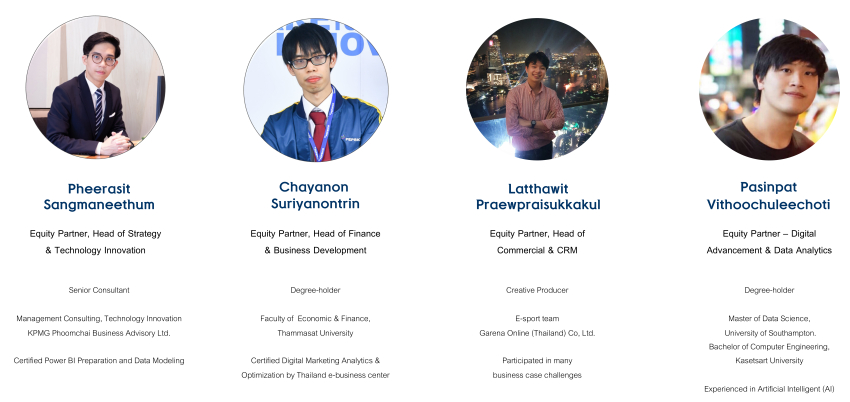 Pheerasit
Sangmaneethum
Equity Partner, Head of Strategy
& Technology Innovation
Senior Consultant
Management Consulting, Technology Innovation
KPMG Phoomchai Business Advisory Ltd.
Certified Power BI Preparation and Data Modeling
Chayanon
Suriyanontrin
Equity Partner, Head of Finance
& Business Development
Degree-holder
Faculty of Economic & Finance,
Thammasat University
Certified Digital Marketing Analytics &
Optimization by Thailand e-business center
Latthawit
Praewpraisukkakul
Equity Partner, Head of
Commercial & CRM
Creative Producer
E-sport team
Garena Online (Thailand) Co, Ltd.
Participated in many
business case challenges
Pasinpat
Vithoochuleechoti
Equity Partner – Digital
Advancement & Data Analytics
Degree-holder
Master of Data Science,
University of Southampton.
Bachelor of Computer Engineering,
Kasetsart University
Experienced in Artificial Intelligent (AI)